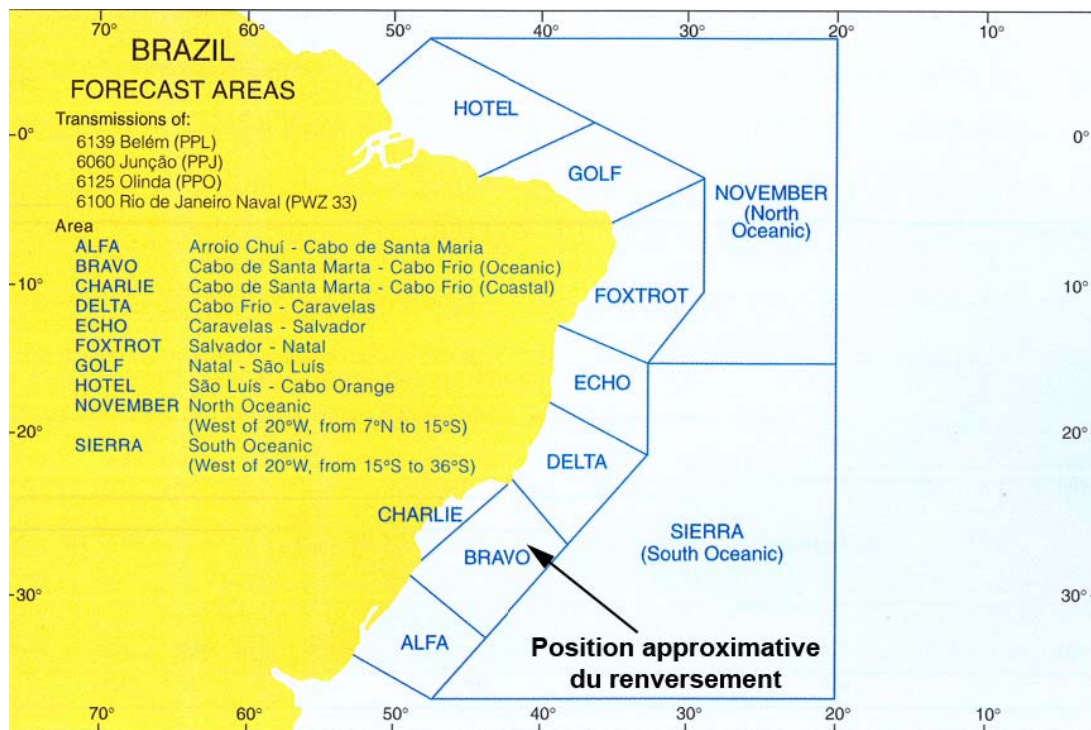 70° 60° 50° 40° 30° 20° 10°
BRAZIL
FORECAST AREAS
Transmissions of:
6139 Belém (PPL)
6060 Junção (PPJ)
6125 Olinda (PPO)
6100 Rio de Janeiro Naval (PWZ 33)
Area
ALFA Arroio Chuí - Cabo de Santa Maria
BRAVO Cabo de Santa Marta - Cabo Frio (Oceanic)
CHARLIE Cabo de Santa Marta - Cabo Frio (Coastal)
DELTA Cabo Frio - Caravelas
ECHO Caravelas - Salvador
FOXTROT Salvador - Natal
GOLF Natal - São Luís
HOTEL São Luís - Cabo Orange
NOVEMBER North Oceanic
(West of 20°W, from 7°N to 15°S)
SIERRA South Oceanic
(West of 20°W, from 15°S to 36°S)
0°
10°
20°
30°
HOTEL
GOLF
NOVEMBER
(North
Oceanic)
FOXTROT
ECHO
DELTA
CHARLIE
BRAVO
SIERRA
(South Oceanic)
ALFA
Position approximative
du renversement
0°
10°
20°
30°
70° 60° 50° 40° 30° 20° 10°